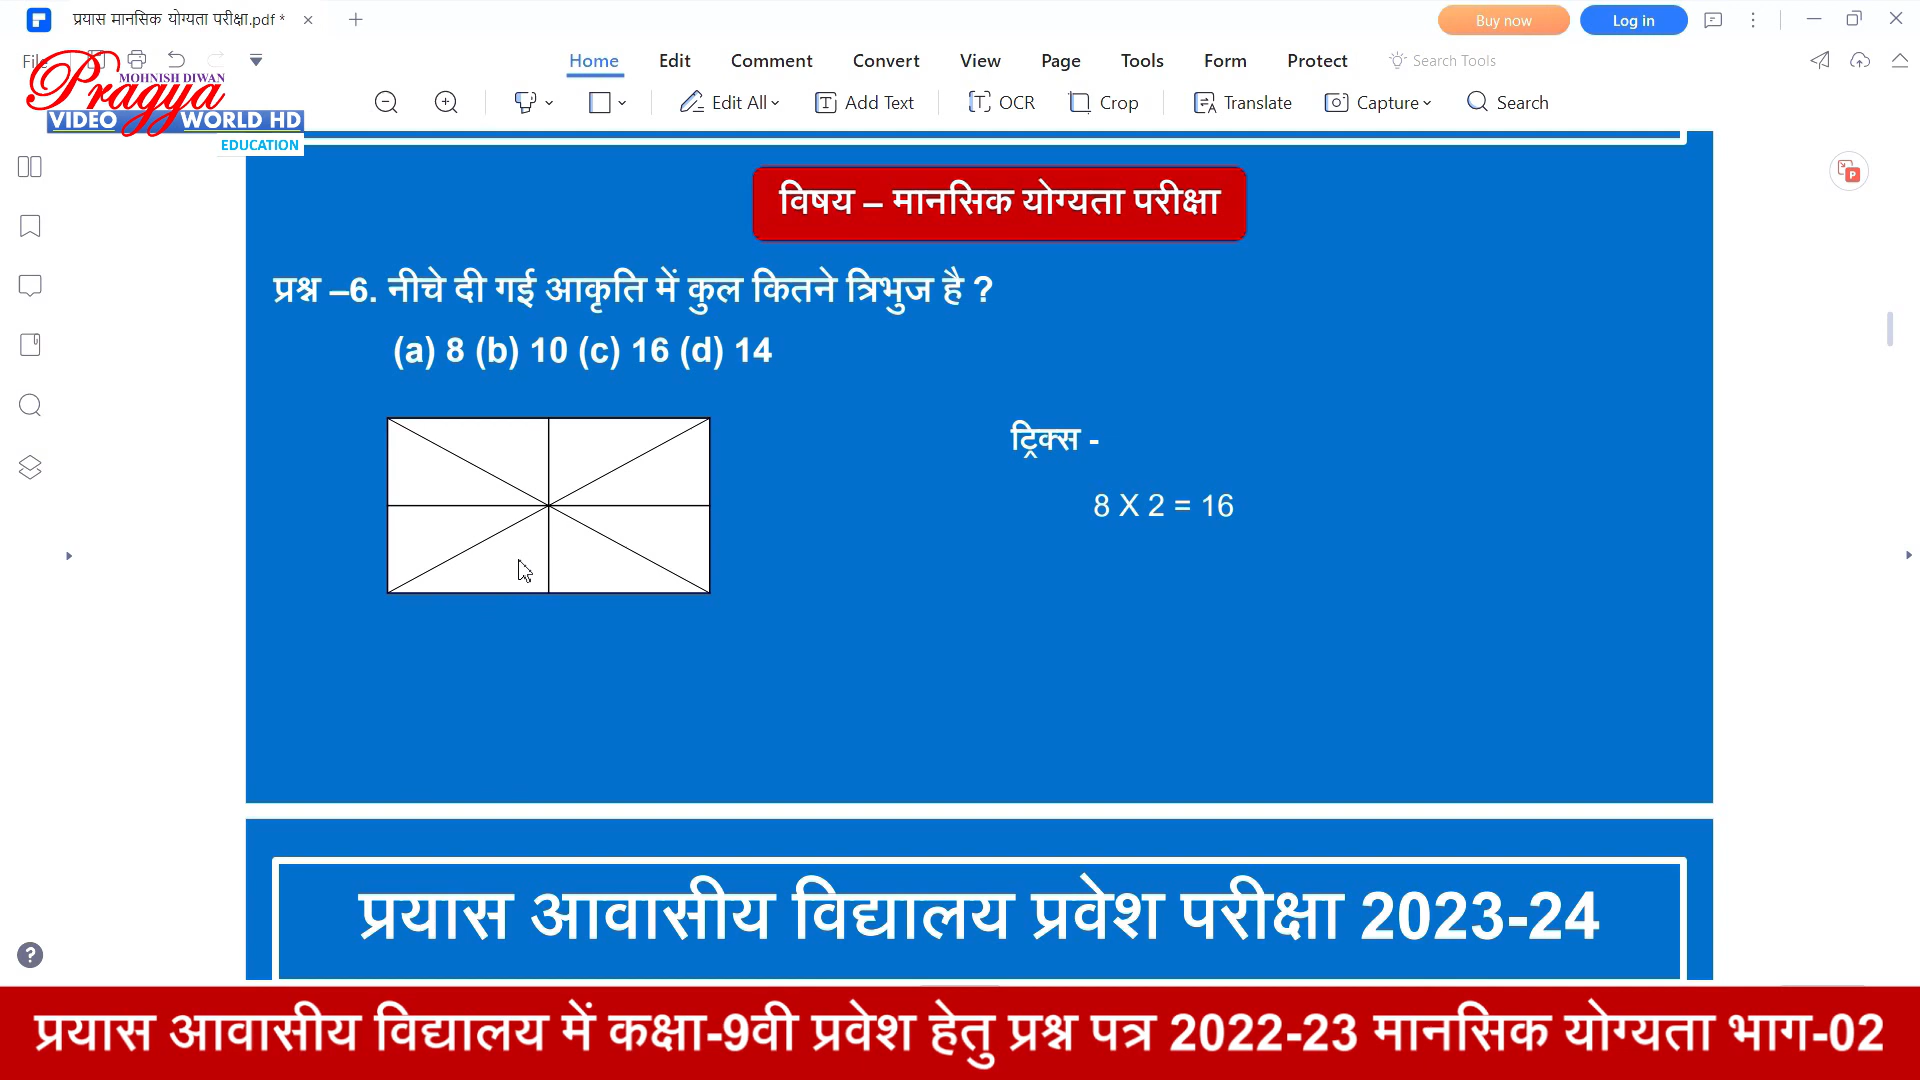 प्रयास मानसिक योग्यता परीक्षा.pdf *
Buy now
Log in
File
Home Edit Comment Convert View Page Tools Form Protect Search Tools
MOHNISH DIWAN
Pragya
VIDEO WORLD HD
EDUCATION
Edit All Add Text OCR Crop Translate Capture Search
विषय – मानसिक योग्यता परीक्षा
प्रश्न –6. नीचे दी गई आकृति में कुल कितने त्रिभुज है ?
(a) 8 (b) 10 (c) 16 (d) 14
ट्रिक्स -
8 X 2 = 16
प्रयास आवासीय विद्यालय प्रवेश परीक्षा 2023-24
प्रयास आवासीय विद्यालय में कक्षा-9वी प्रवेश हेतु प्रश्न पत्र 2022-23 मानसिक योग्यता भाग-02